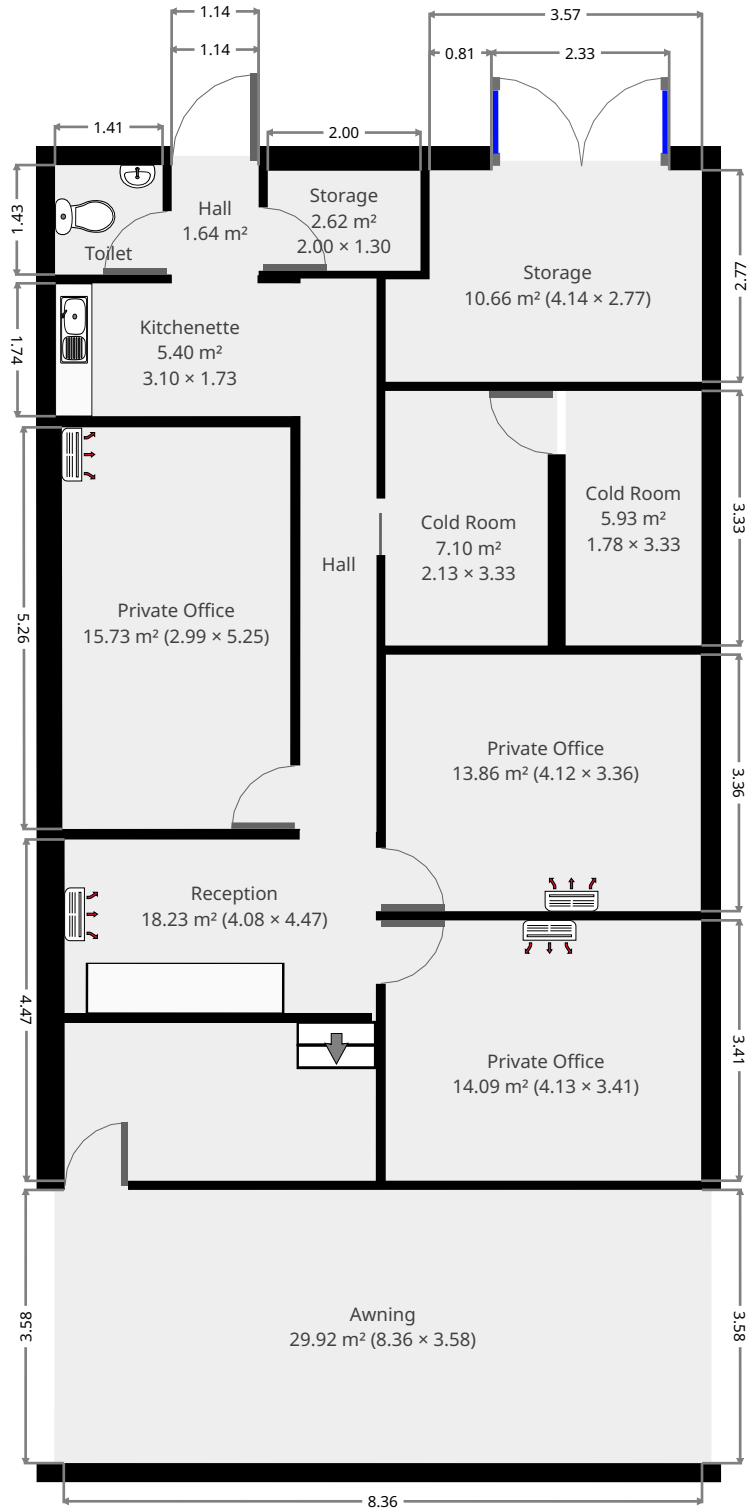 1.14
3.57
1.14
0.81
2.33
1.41
2.00
1.43
Toilet
Hall
1.64 m²
Storage
2.62 m²
2.00 × 1.30
Storage
10.66 m² (4.14 × 2.77)
2.77
1.74
Kitchenette
5.40 m²
3.10 × 1.73
Cold Room
7.10 m²
2.13 × 3.33
Cold Room
5.93 m²
1.78 × 3.33
3.33
Hall
5.26
Private Office
15.73 m² (2.99 × 5.25)
Private Office
13.86 m² (4.12 × 3.36)
3.36
Reception
18.23 m² (4.08 × 4.47)
4.47
Private Office
14.09 m² (4.13 × 3.41)
3.41
3.58
Awning
29.92 m² (8.36 × 3.58)
3.58
8.36